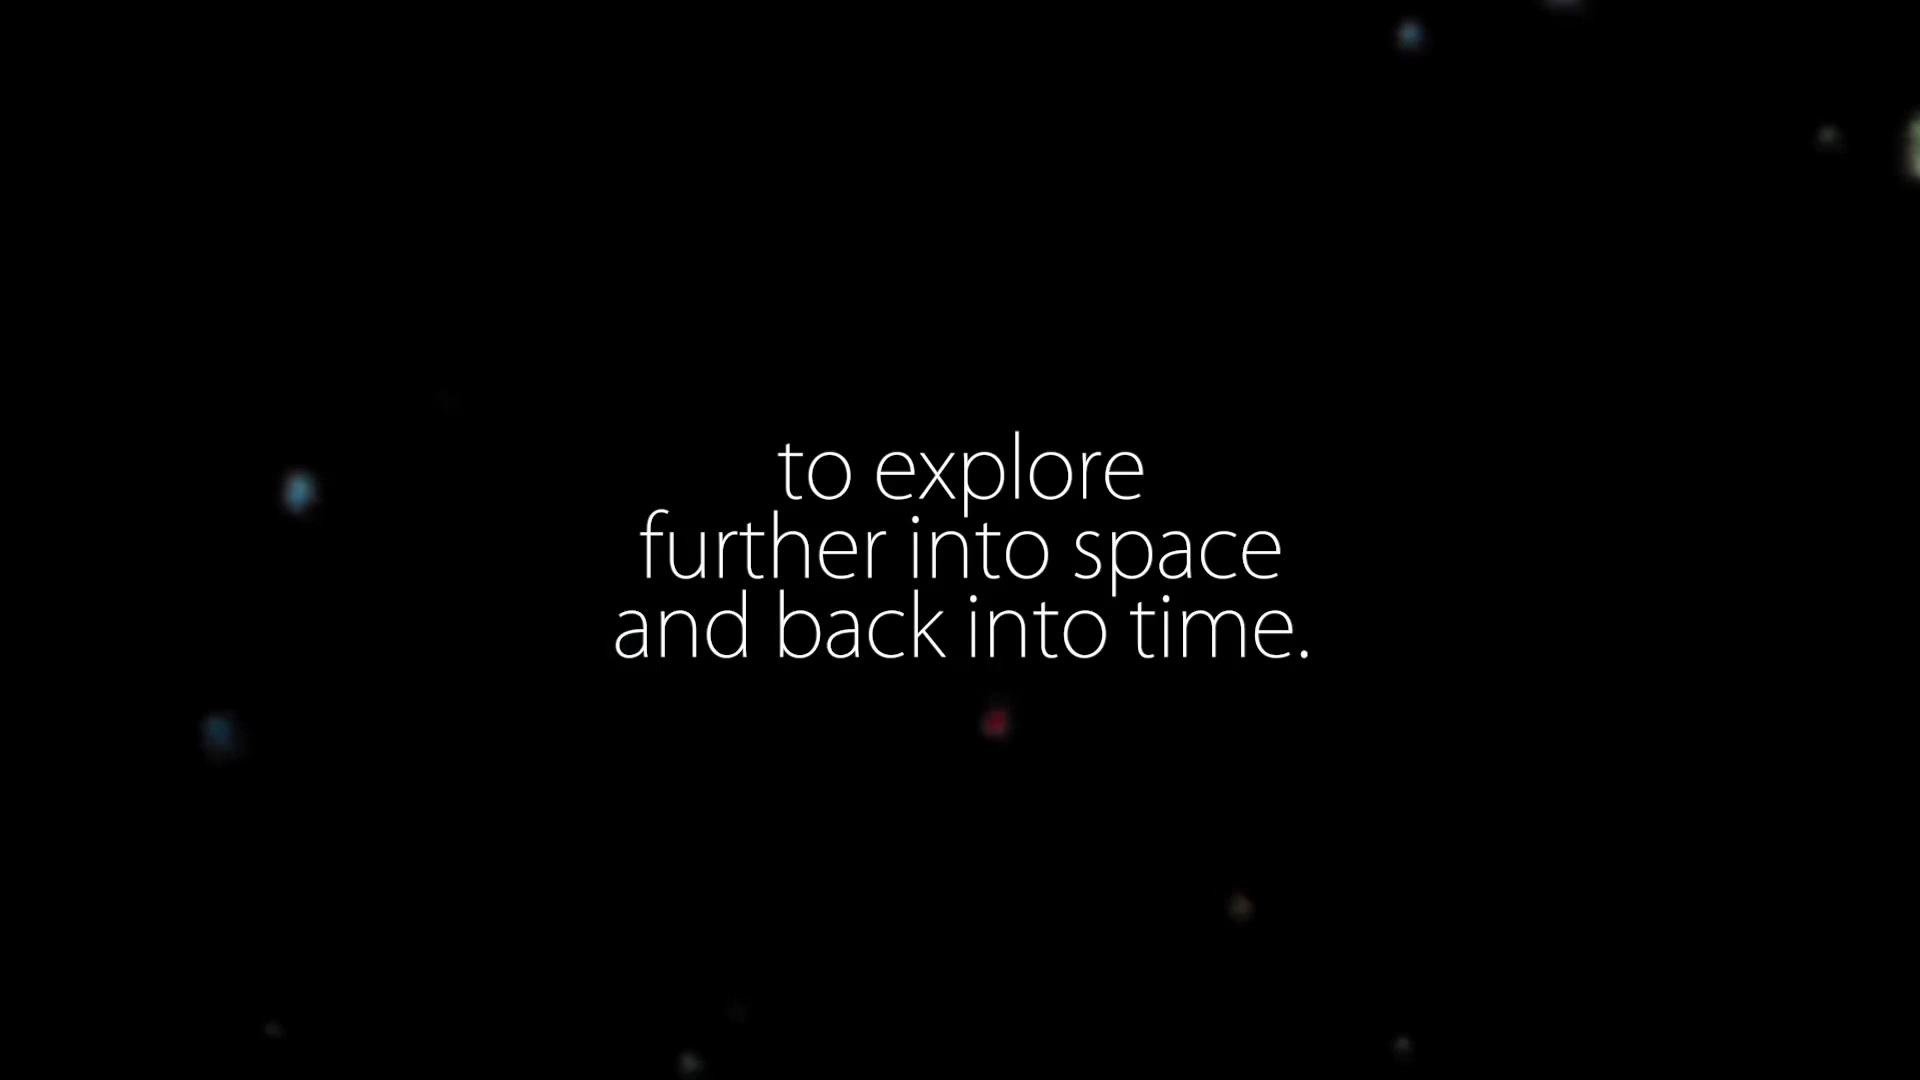 to explore
further into space
and back into time.